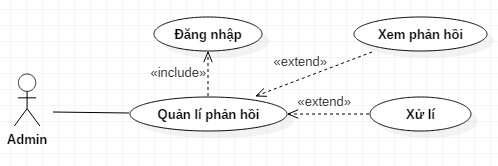 Đăng nhập
Xem phản hồi
«include»
«extend»
Quản lí phản hồi
«extend»
Xử lí
Admin